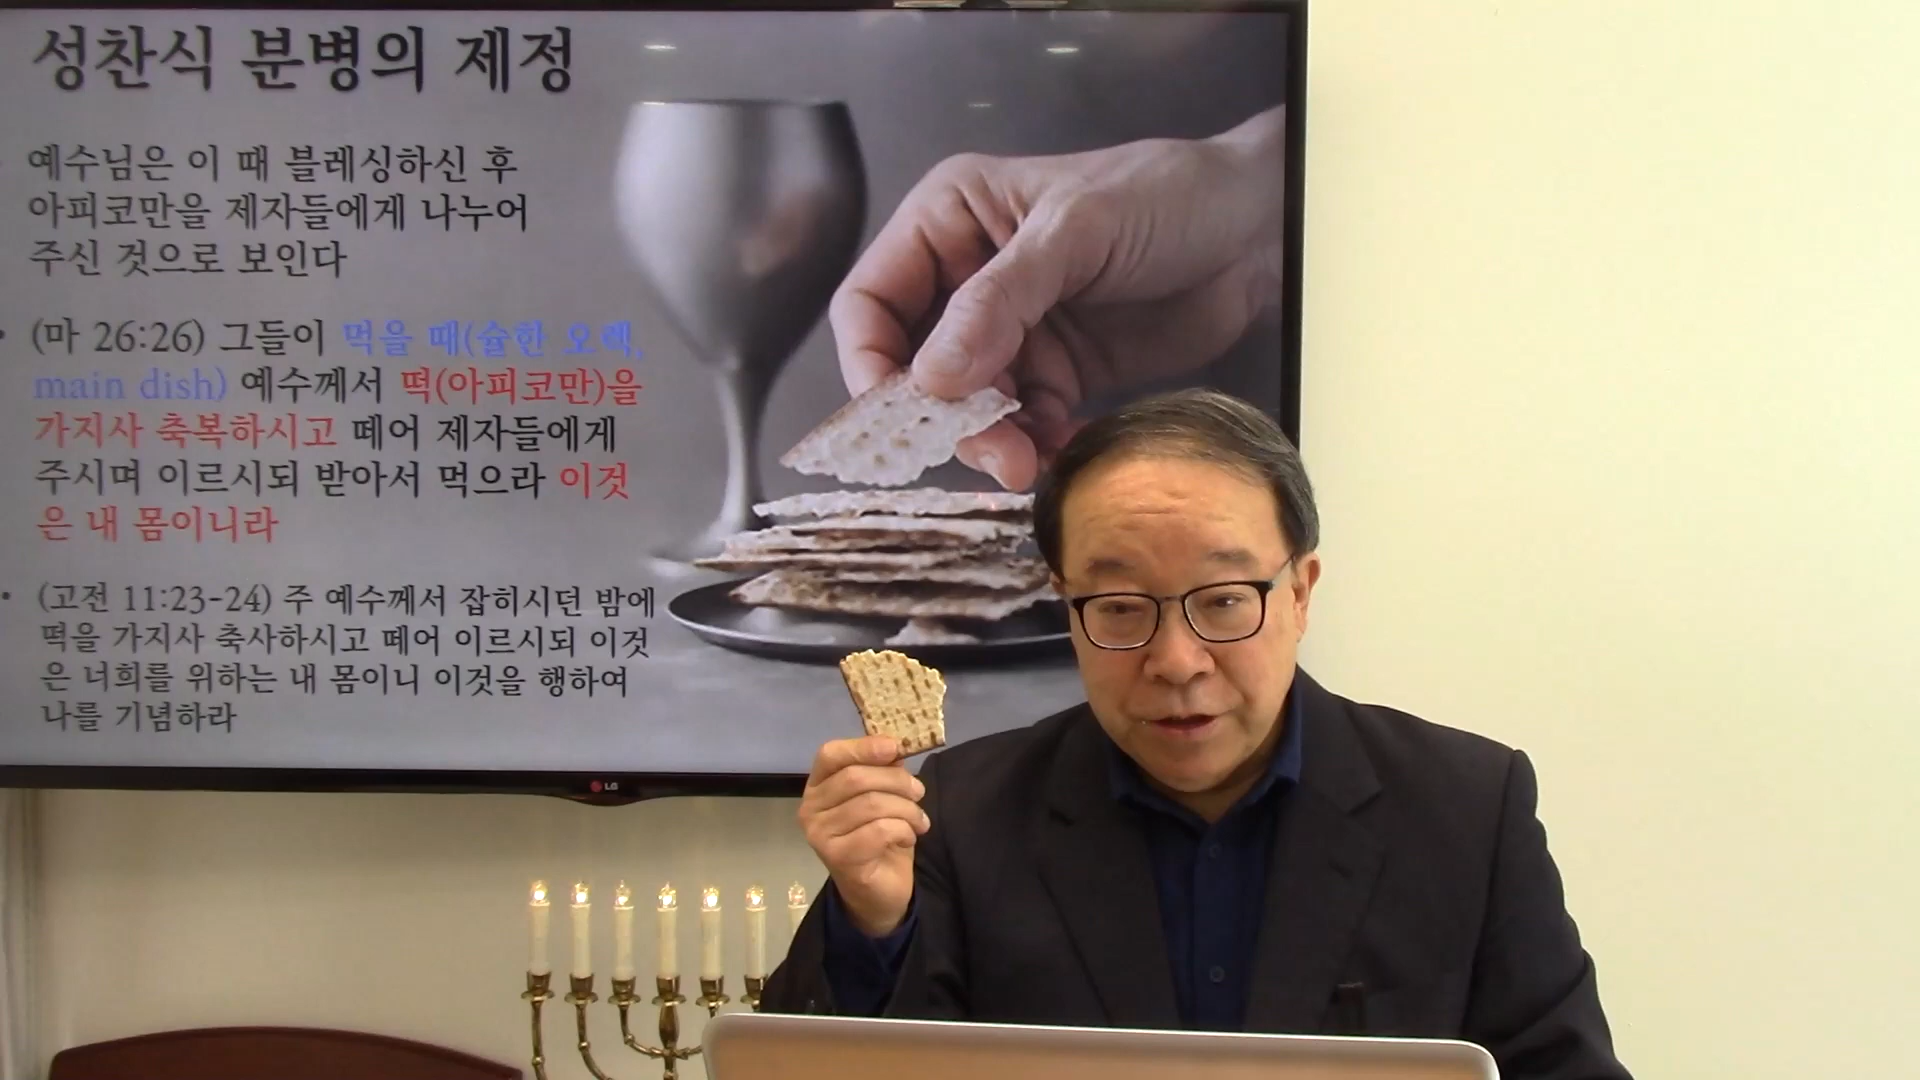 성찬식 분병의 제정
예수님은 이 때 블레싱하신 후
아피코만을 제자들에게 나누어
주신 것으로 보인다
• (마 26:26) 그들이 먹을 때(슐한 오렉,
main dish) 예수께서 떡(아피코만)을
가지사 축복하시고 떼어 제자들에게
주시며 이르시되 받아서 먹으라 이것
은 내 몸이니라
• (고전 11:23-24) 주 예수께서 잡히시던 밤에
떡을 가지사 축사하시고 떼어 이르시되 이것
은 너희를 위하는 내 몸이니 이것을 행하여
나를 기념하라
LG